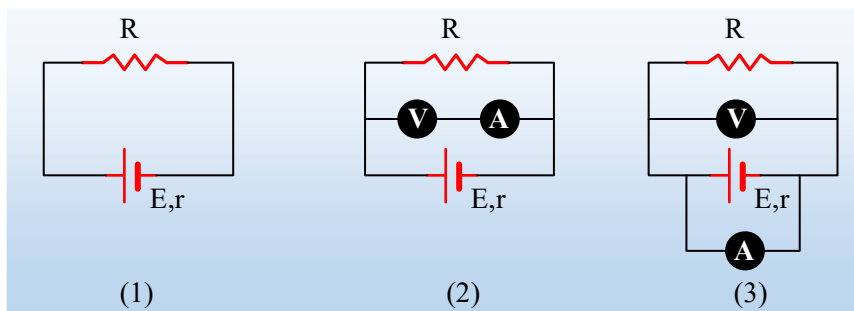 R R R
V A V
E,r E,r E,r
A
(1) (2) (3)